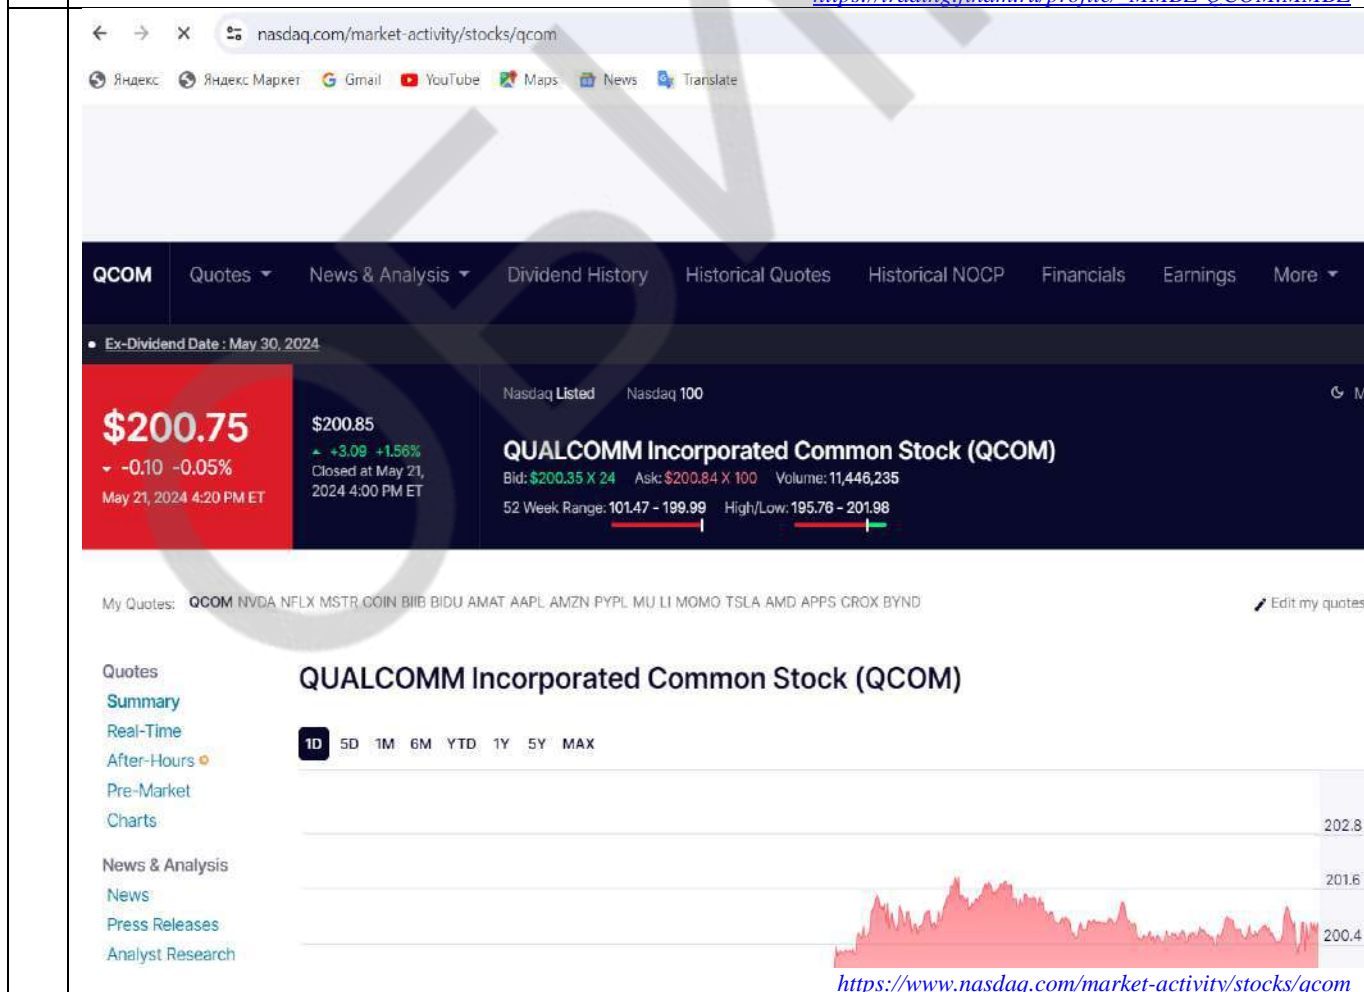 https://trading.finam.ru/profile/-MMBZ-QCOM.MMBZ
nasdaq.com/market-activity/stocks/qcom
Яндекс Яндекс Маркет Gmail YouTube Maps News Translate
QCOM Quotes News & Analysis Dividend History Historical Quotes Historical NOCP Financials Earnings More
Ex-Dividend Date : May 30, 2024
Nasdaq Listed Nasdaq 100 M
$200.75
-0.10 -0.05%
May 21, 2024 4:20 PM ET
$200.85
+3.09 +1.56%
Closed at May 21,
2024 4:00 PM ET
QUALCOMM Incorporated Common Stock (QCOM)
Bid: $200.35 X 24 Ask: $200.84 X 100 Volume: 11,446,235
52 Week Range: 101.47 - 199.99 High/Low: 195.76 - 201.98
My Quotes: QCOM NVDA NFLX MSTR COIN BIIB BIDU AMAT AAPL AMZN PYPL MU LI MOMO TSLA AMD APPS CROX BYND Edit my quotes
Quotes
Summary
Real-Time
After-Hours
Pre-Market
Charts
News & Analysis
News
Press Releases
Analyst Research
QUALCOMM Incorporated Common Stock (QCOM)
1D 5D 1M 6M YTD 1Y 5Y MAX
202.8
201.6
200.4
https://www.nasdaq.com/market-activity/stocks/qcom